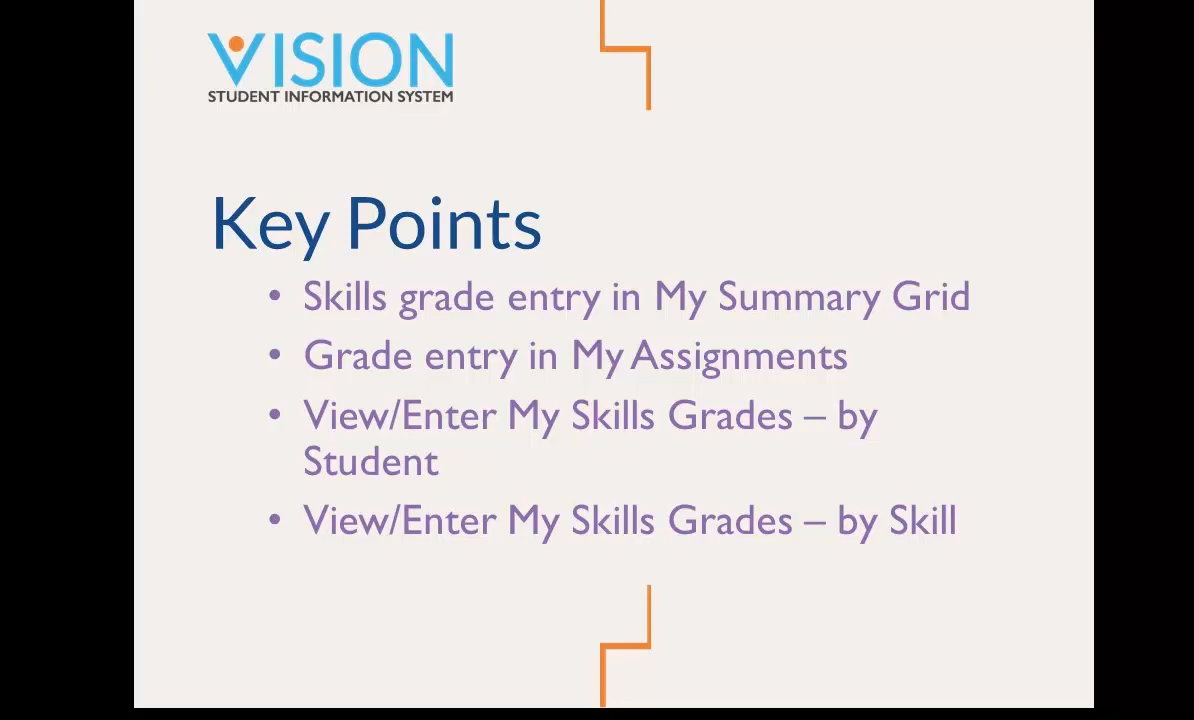 VISION
STUDENT INFORMATION SYSTEM
Key Points
• Skills grade entry in My Summary Grid
• Grade entry in My Assignments
• View/Enter My Skills Grades – by
Student
• View/Enter My Skills Grades – by Skill